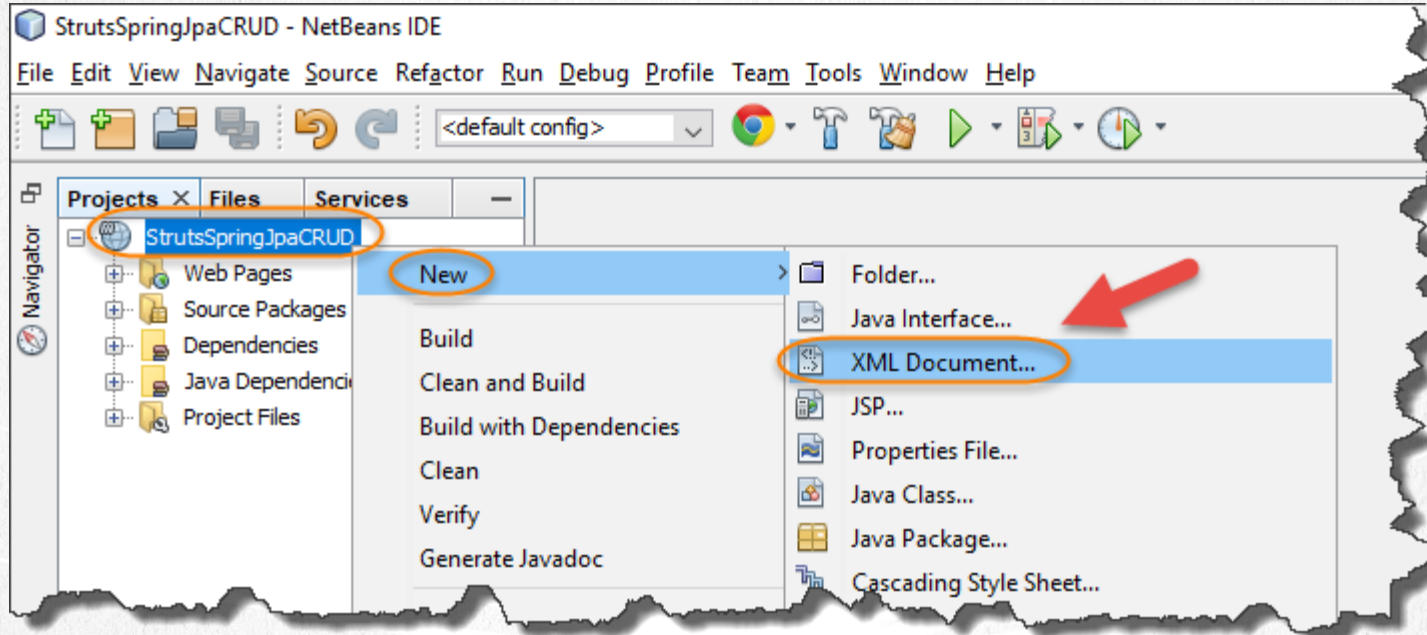 StrutsSpringJpaCRUD - NetBeans IDE
File Edit View Navigate Source Refactor Run Debug Profile Team Tools Window Help
<default config>
Projects Files Services
Navigator
StrutsSpringJpaCRUD
Web Pages
Source Packages
Dependencies
Java Dependenci
Project Files
New
Build
Clean and Build
Build with Dependencies
Clean
Verify
Generate Javadoc
Folder...
Java Interface...
XML Document...
JSP...
Properties File...
Java Class...
Java Package...
Cascading Style Sheet...